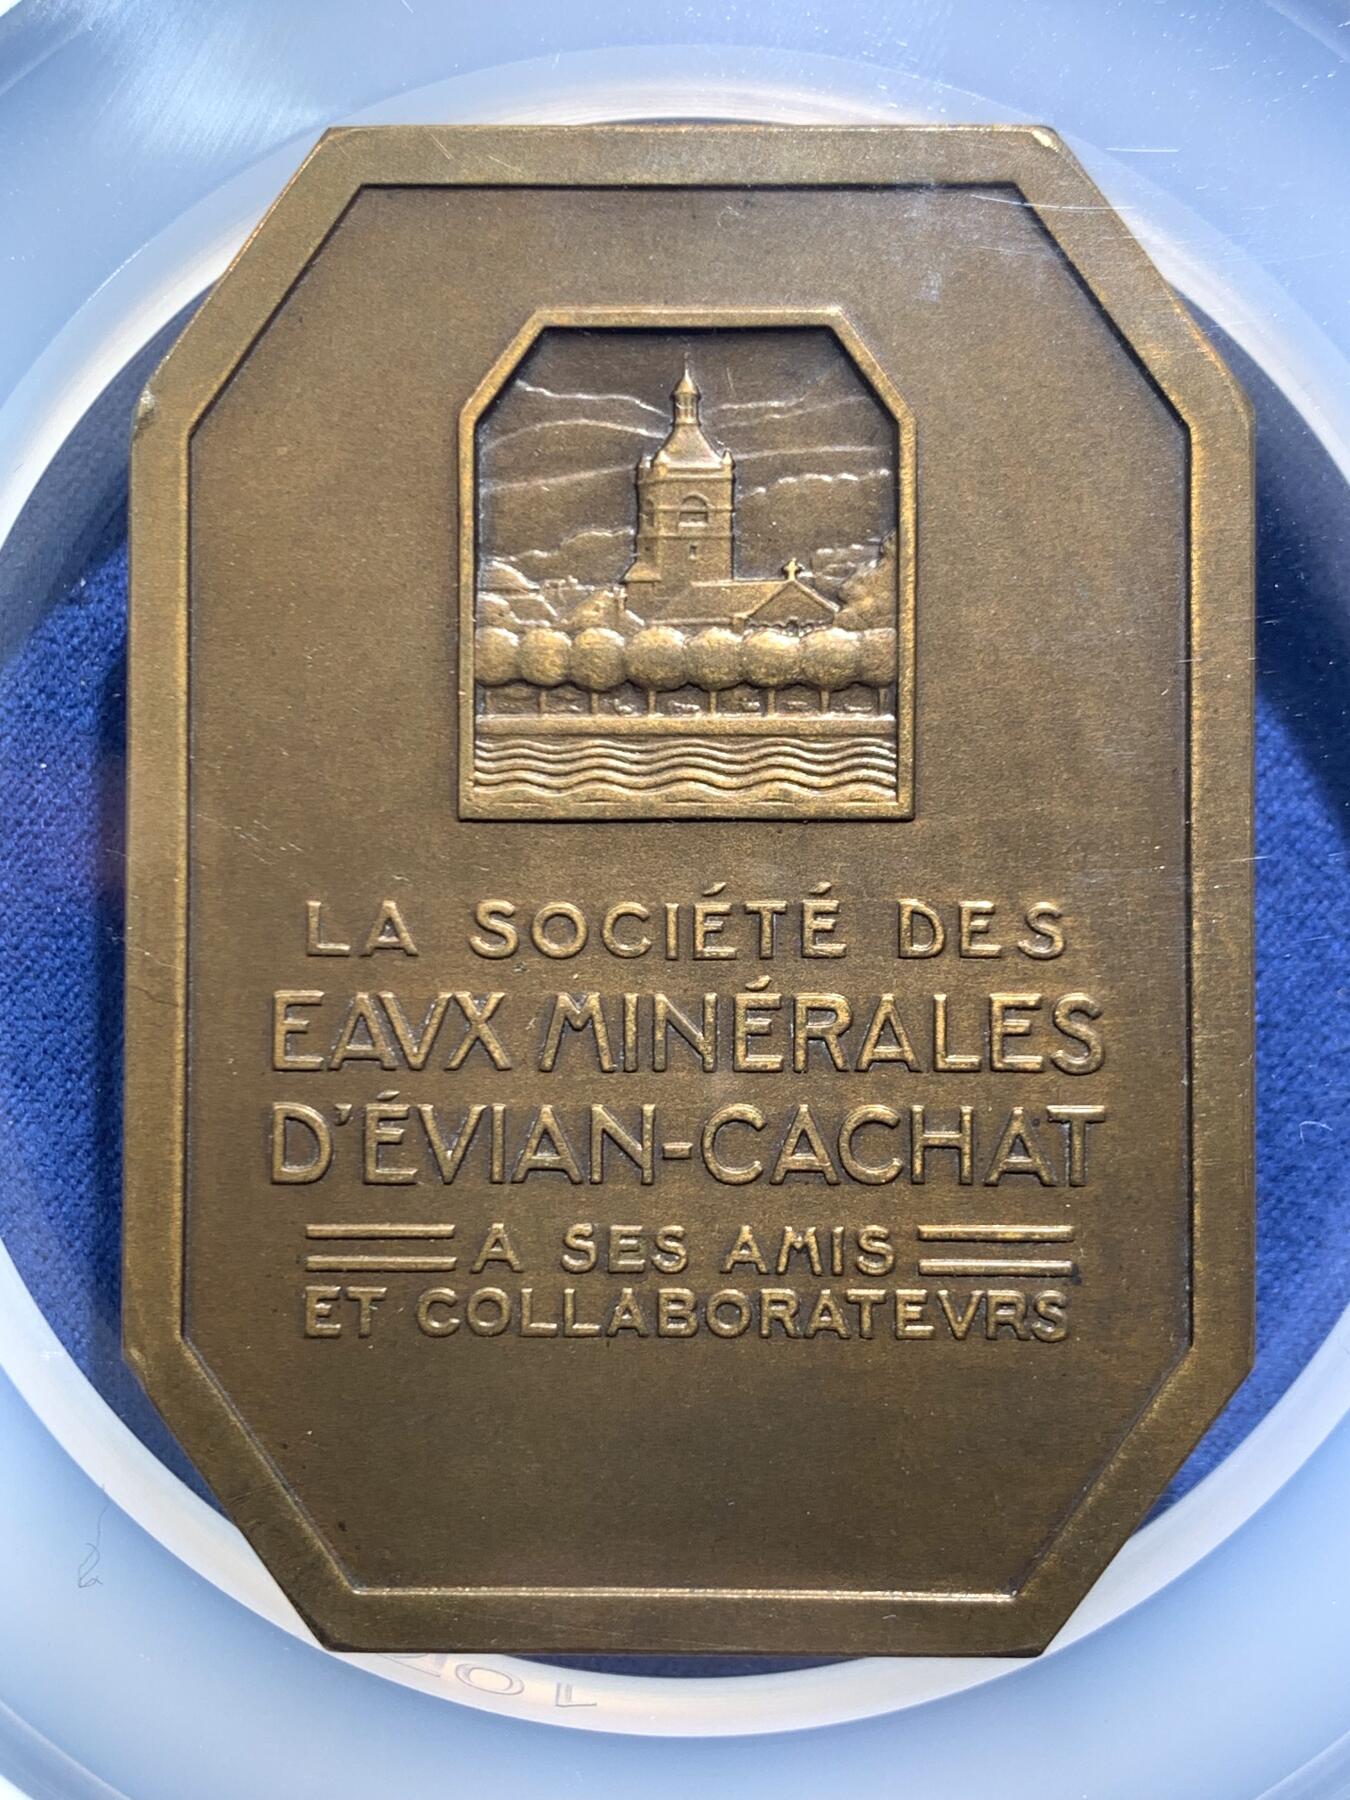 LA SOCIÉTÉ DES
EAVX MINÉRALES
D'ÉVIAN-CACHAT
A SES AMIS
ET COLLABORATEVRS